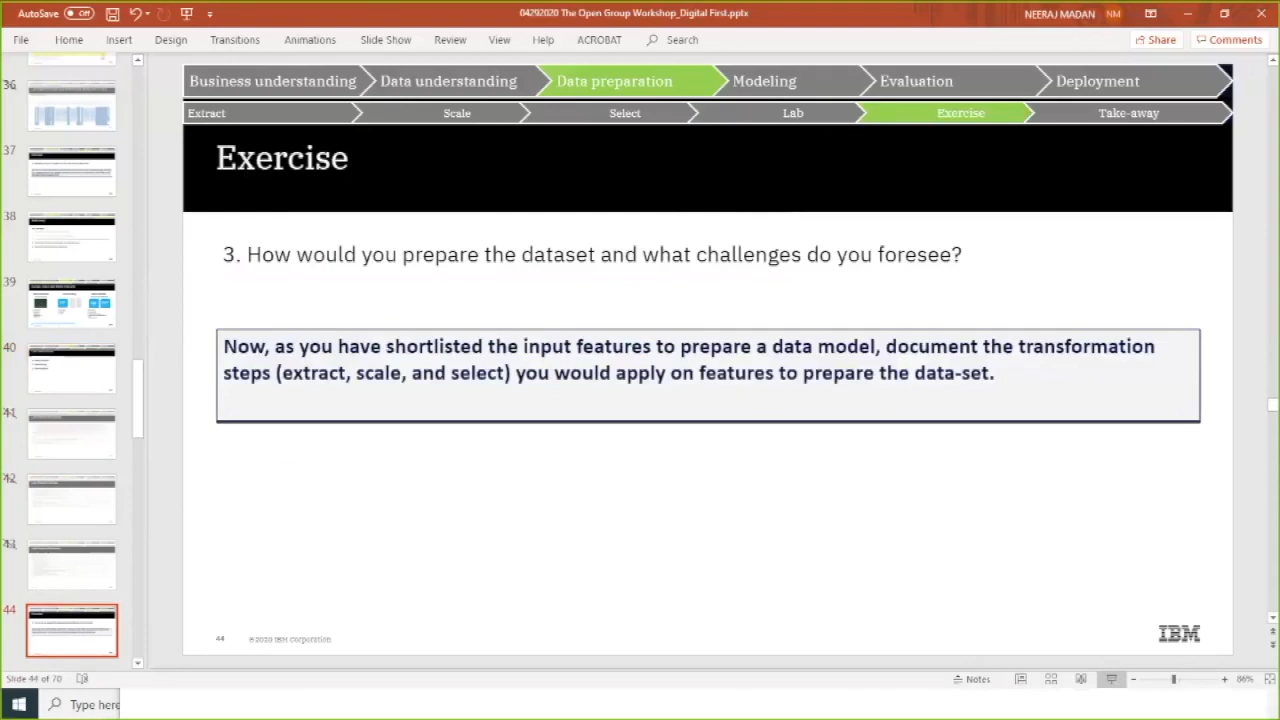 AutoSave Off
04292020 The Open Group Workshop_Digital First.pptx
NEERAJ MADAN NM
File Home Insert Design Transitions Animations Slide Show Review View Help ACROBAT Search Share Comments
Business understanding Data understanding Data preparation Modeling Evaluation Deployment
Extract Scale Select Lab Exercise Take-away
Exercise
3. How would you prepare the dataset and what challenges do you foresee?
Now, as you have shortlisted the input features to prepare a data model, document the transformation
steps (extract, scale, and select) you would apply on features to prepare the data-set.
44 ©2020 IBM Corporation
IBM
36
37
38
39
40
41
42
43
44
Slide 44 of 70
Notes
86%
Type here